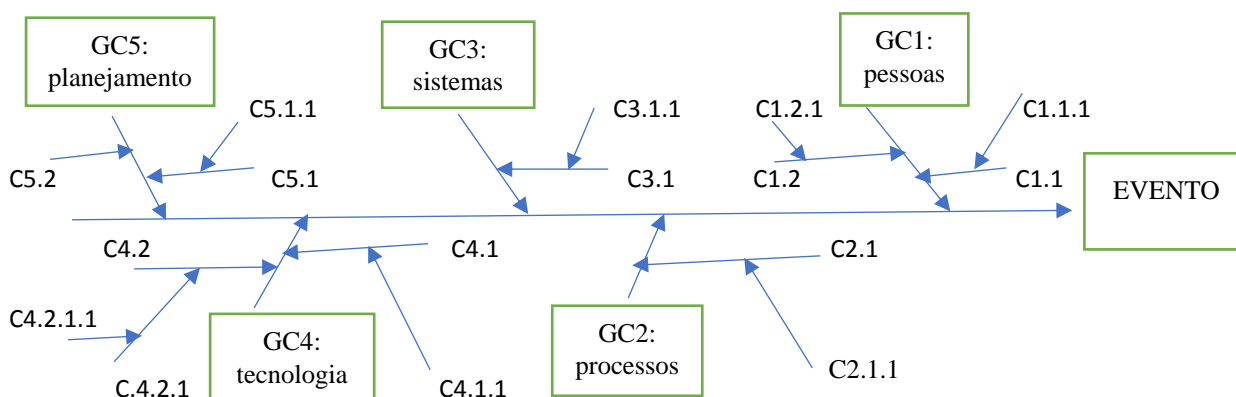 GC5:
planejamento
GC3:
sistemas
GC1:
pessoas
C5.1.1
C3.1.1
C1.2.1
C1.1.1
C5.2
C5.1
C3.1
C1.2
C1.1
EVENTO
C4.2
C4.1
C2.1
C4.2.1.1
GC4:
tecnologia
GC2:
processos
C.4.2.1
C4.1.1
C2.1.1